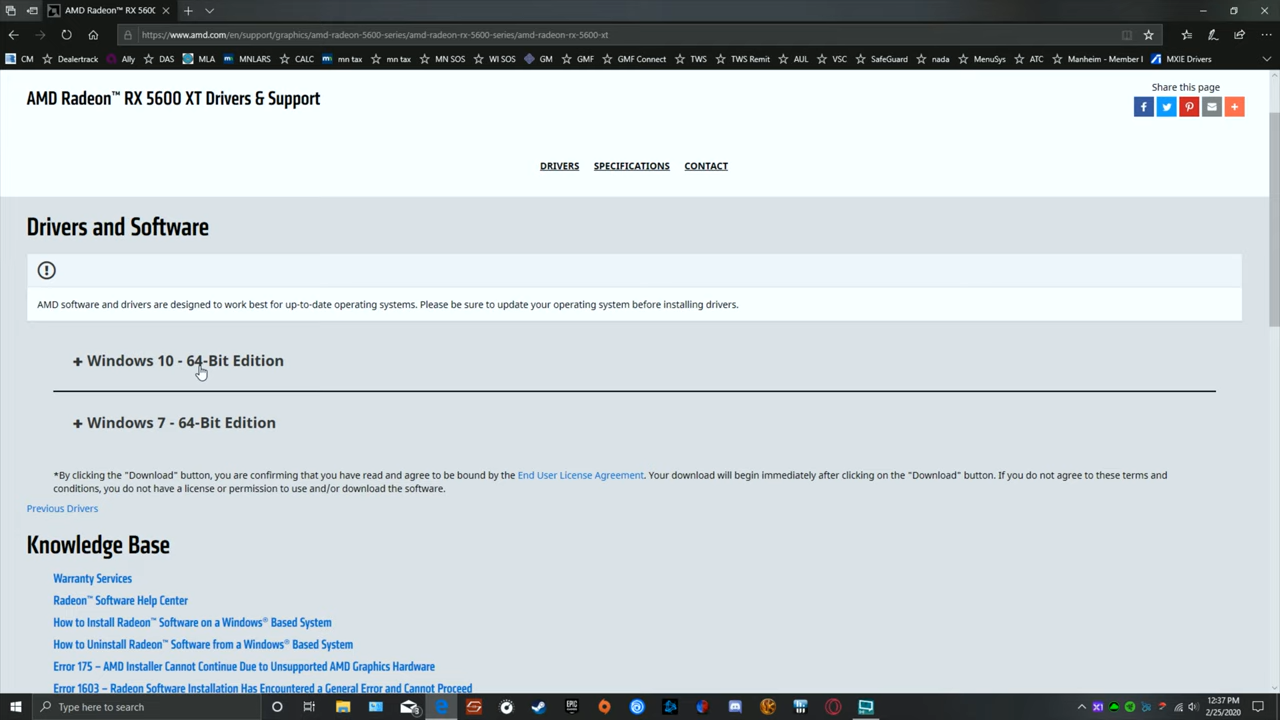 AMD Radeon™ RX 560(
https://www.amd.com/en/support/graphics/amd-radeon-5600-series/amd-radeon-rx-5600-series/amd-radeon-rx-5600-xt
CM Dealertrack Ally DAS MLA MNLARS CALC mn tax mn tax MN SOS WI SOS GM GMF GMF Connect TWS TWS Remit AUL VSC SafeGuard nada MenuSys ATC Manheim - Member I MXIE Drivers
AMD Radeon™ RX 5600 XT Drivers & Support
Share this page
DRIVERS SPECIFICATIONS CONTACT
Drivers and Software
AMD software and drivers are designed to work best for up-to-date operating systems. Please be sure to update your operating system before installing drivers.
+ Windows 10 - 64-Bit Edition
+ Windows 7 - 64-Bit Edition
*By clicking the "Download" button, you are confirming that you have read and agree to be bound by the End User License Agreement. Your download will begin immediately after clicking on the "Download" button. If you do not agree to these terms and
conditions, you do not have a license or permission to use and/or download the software.
Previous Drivers
Knowledge Base
Warranty Services
Radeon™ Software Help Center
How to Install Radeon™ Software on a Windows® Based System
How to Uninstall Radeon™ Software from a Windows® Based System
Error 175 – AMD Installer Cannot Continue Due to Unsupported AMD Graphics Hardware
Error 1603 – Radeon Software Installation Has Encountered a General Error and Cannot Proceed
Type here to search
12:37 PM
2/25/2020